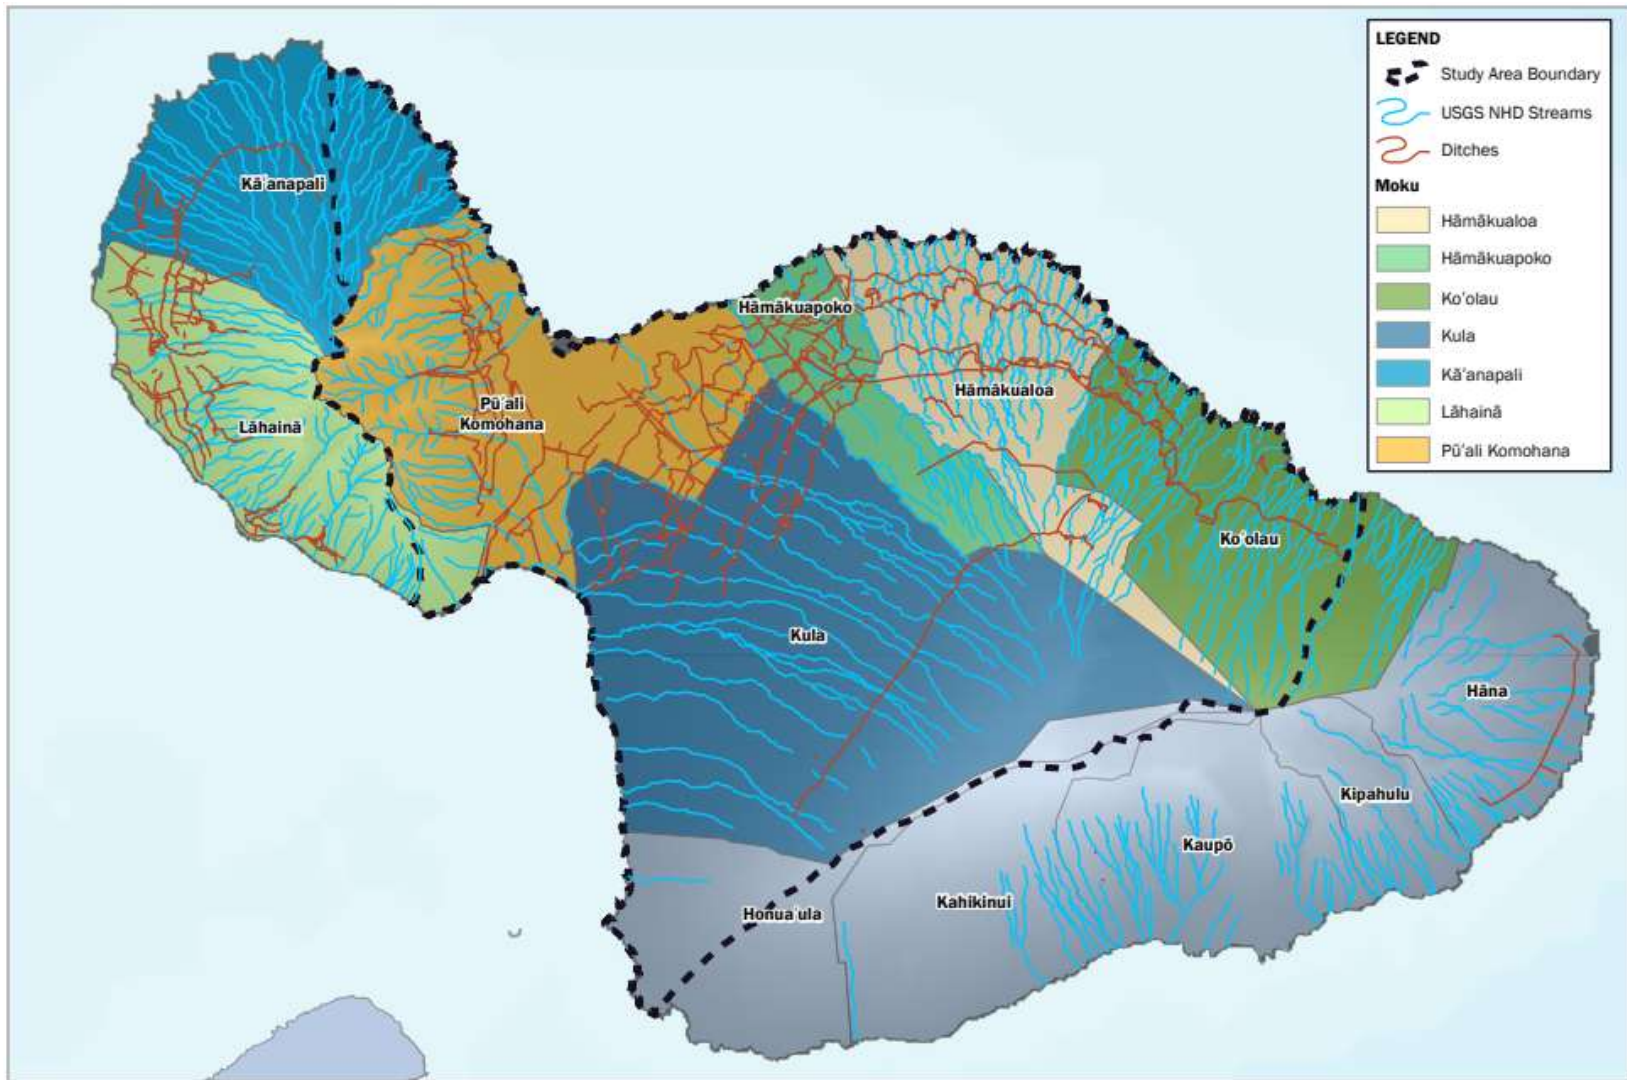 LEGEND
Study Area Boundary
USGS NHD Streams
Ditches
Moku
Hāmākualoa
Hāmākuapoko
Ko'olau
Kula
Kā'anapali
Lāhainā
Pū'ali Komohana
Kā'anapali
Hāmākuapoko
Hāmākualoa
Pū'ali
Komohana
Lāhainā
Ko'olau
Kula
Hāna
Kipahulu
Kaupō
Kahikinui
Honua'ula